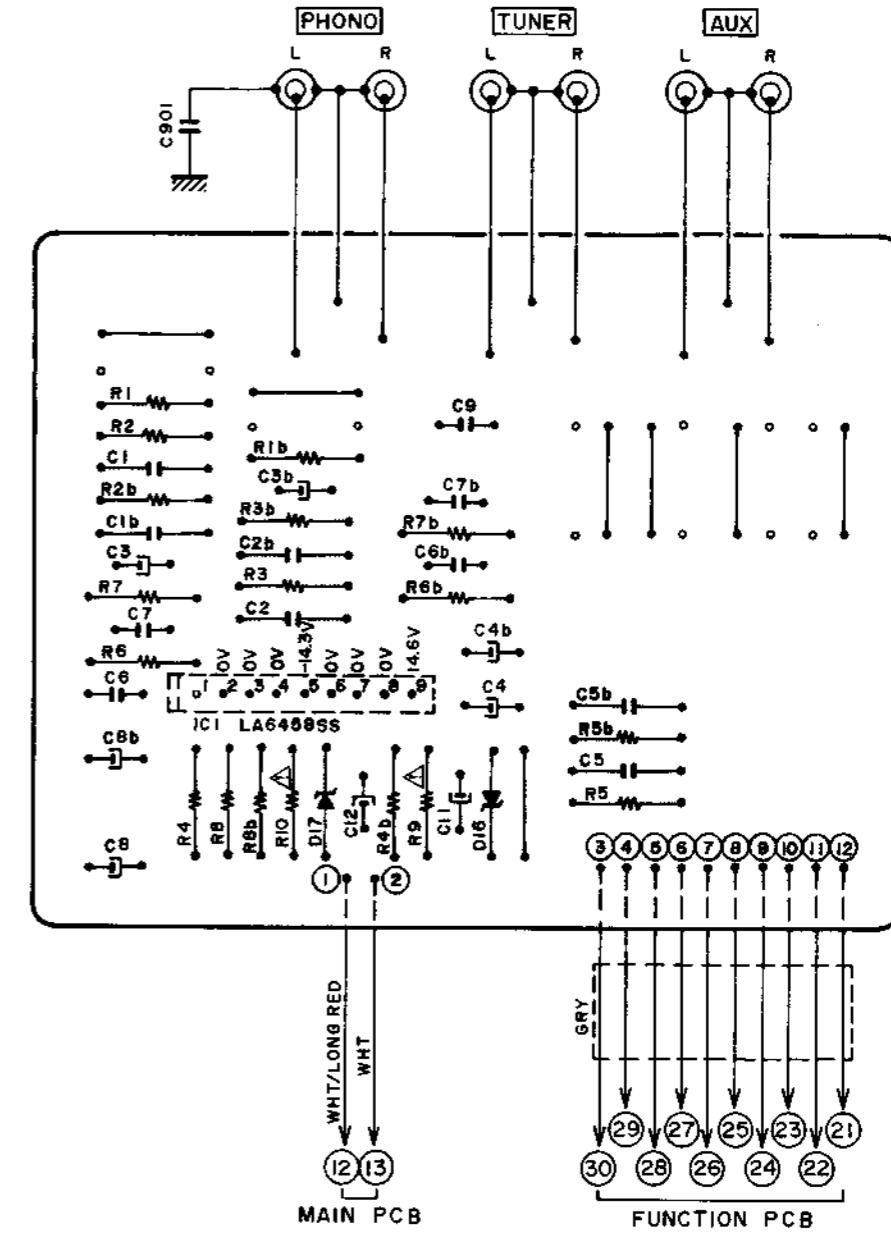 PHONO TUNER AUX
L R L R L R
C901
R1
R2
C1
R2b
C1b
C3
R7
C7
R6
C6
C8b
C8
R1b
C3b
R3b
C2b
R3
C2
C9
C7b
R7b
C6b
R6b
C4b
C4
0V 0V 0V -14.3V 0V 0V 0V 14.6V
1 2 3 4 5 6 7 8 9
IC1 LA6458SS
C5b
R5b
C5
R5
R4 R8 R8b R10 D17 C12 R4b R9 C11 D16
1 2
3 4 5 6 7 8 9 10 11 12
WHT/LONG RED
WHT
GRY
29 27 25 23 21
12 13
30 28 26 24 22
MAIN PCB
FUNCTION PCB